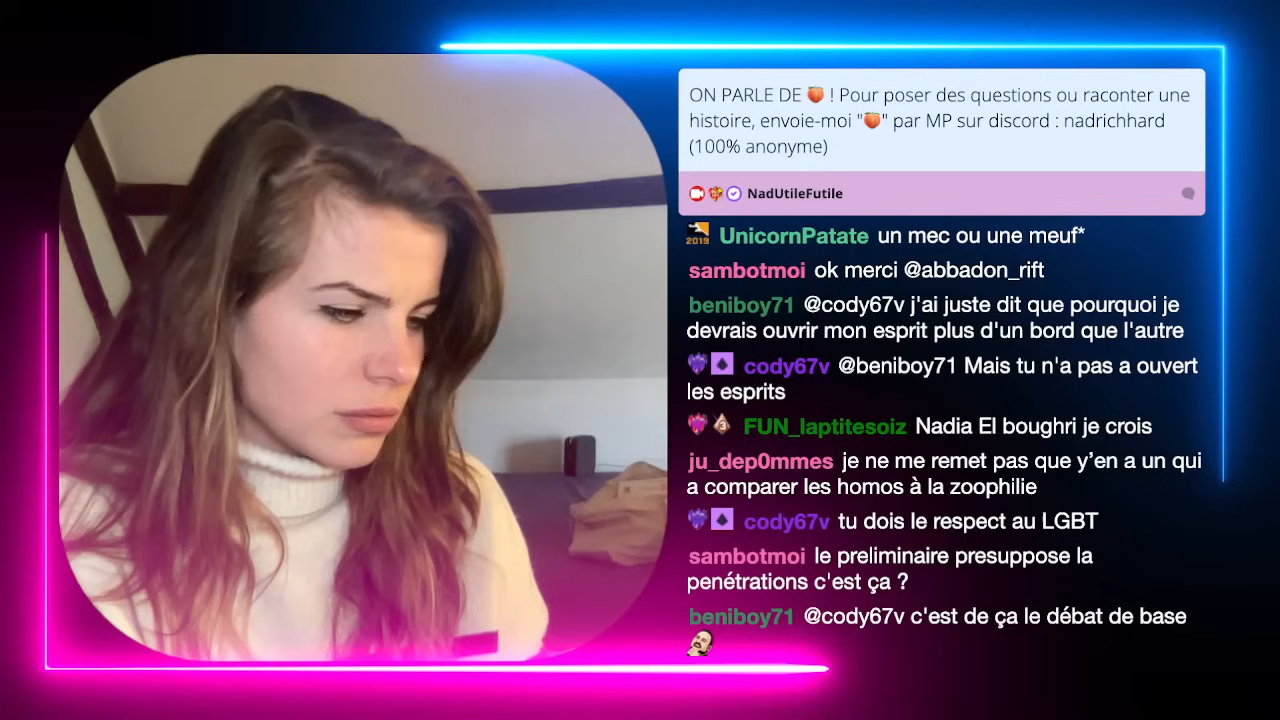 ON PARLE DE 🍑 ! Pour poser des questions ou raconter une
histoire, envoie-moi "🍑" par MP sur discord : nadrichhard
(100% anonyme)
NadUtileFutile
2019 UnicornPatate un mec ou une meuf*
sambotmoi ok merci @abbadon_rift
beniboy71 @cody67v j'ai juste dit que pourquoi je
devrais ouvrir mon esprit plus d'un bord que l'autre
cody67v @beniboy71 Mais tu n'a pas a ouvert
les esprits
3 FUN_laptitesoiz Nadia El boughri je crois
ju_dep0mmes je ne me remet pas que y’en a un qui
a comparer les homos à la zoophilie
cody67v tu dois le respect au LGBT
sambotmoi le preliminaire presuppose la
penétrations c'est ça ?
beniboy71 @cody67v c'est de ça le débat de base